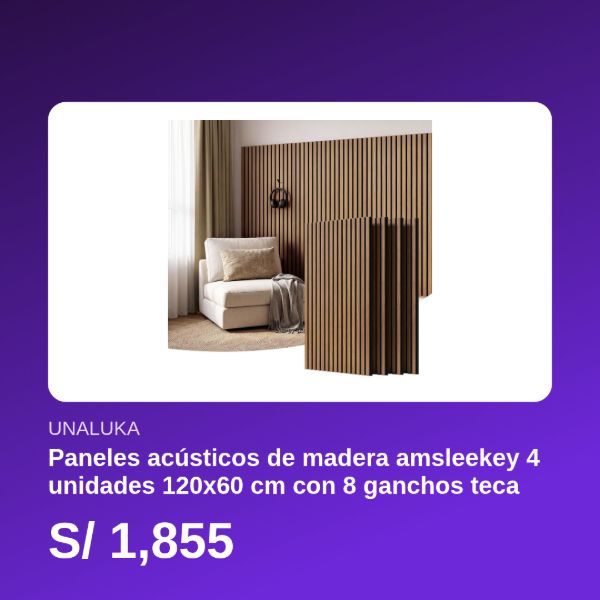 UNALUKA
Paneles acústicos de madera amsleekey 4
unidades 120x60 cm con 8 ganchos teca
S/ 1,855